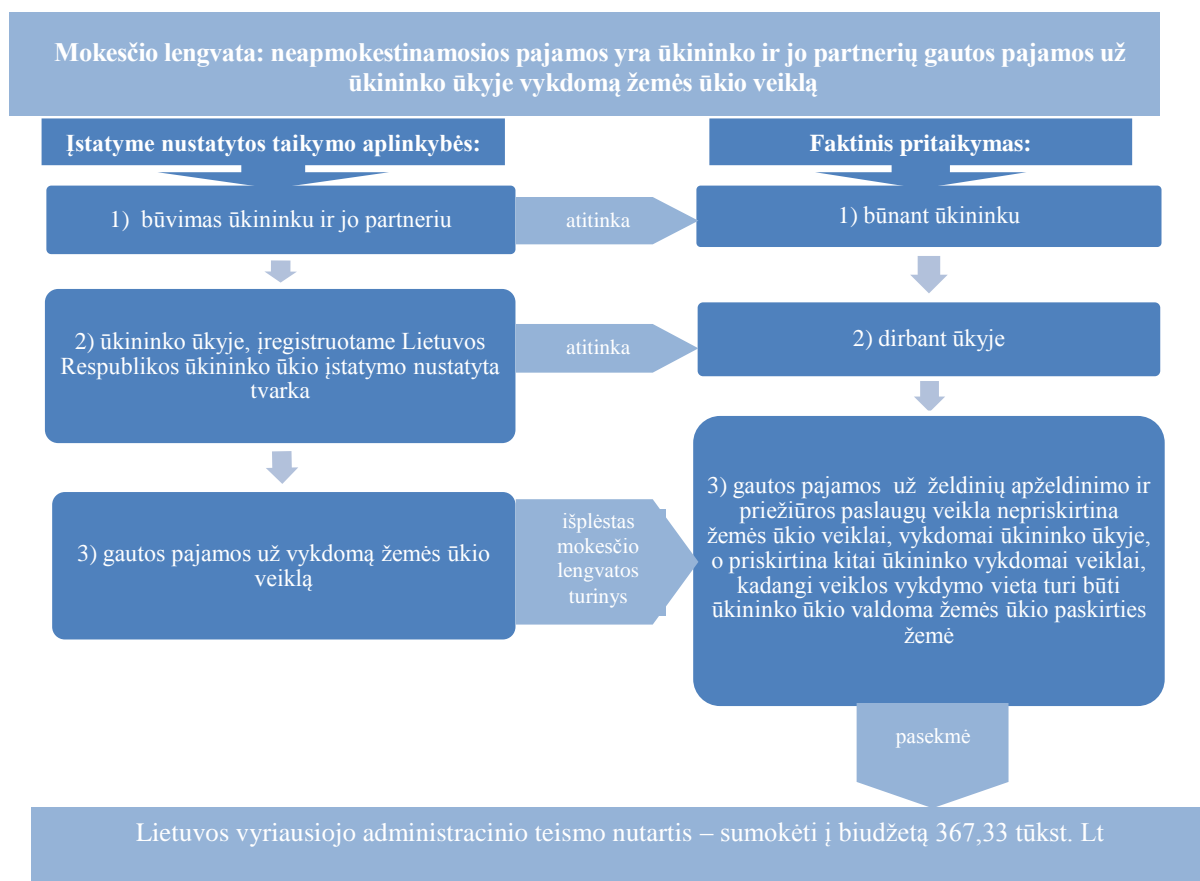 Mokesčio lengvata: neapmokestinamosios pajamos yra ūkininko ir jo partnerių gautos pajamos už
ūkininko ūkyje vykdomą žemės ūkio veiklą
Įstatyme nustatytos taikymo aplinkybės:
Faktinis pritaikymas:
1) būvimas ūkininku ir jo partneriu
atitinka
1) būnant ūkininku
2) ūkininko ūkyje, įregistruotame Lietuvos
Respublikos ūkininko ūkio įstatymo nustatyta
tvarka
atitinka
2) dirbant ūkyje
3) gautos pajamos už vykdomą žemės ūkio
veiklą
išplėstas
mokesčio
lengvatos
turinys
3) gautos pajamos už želdinių apželdinimo ir
priežiūros paslaugų veikla nepriskirtina
žemės ūkio veiklai, vykdomai ūkininko ūkyje,
o priskirtina kitai ūkininko vykdomai veiklai,
kadangi veiklos vykdymo vieta turi būti
ūkininko ūkio valdoma žemės ūkio paskirties
žemė
pasekmė
Lietuvos vyriausiojo administracinio teismo nutartis – sumokėti į biudžetą 367,33 tūkst. Lt